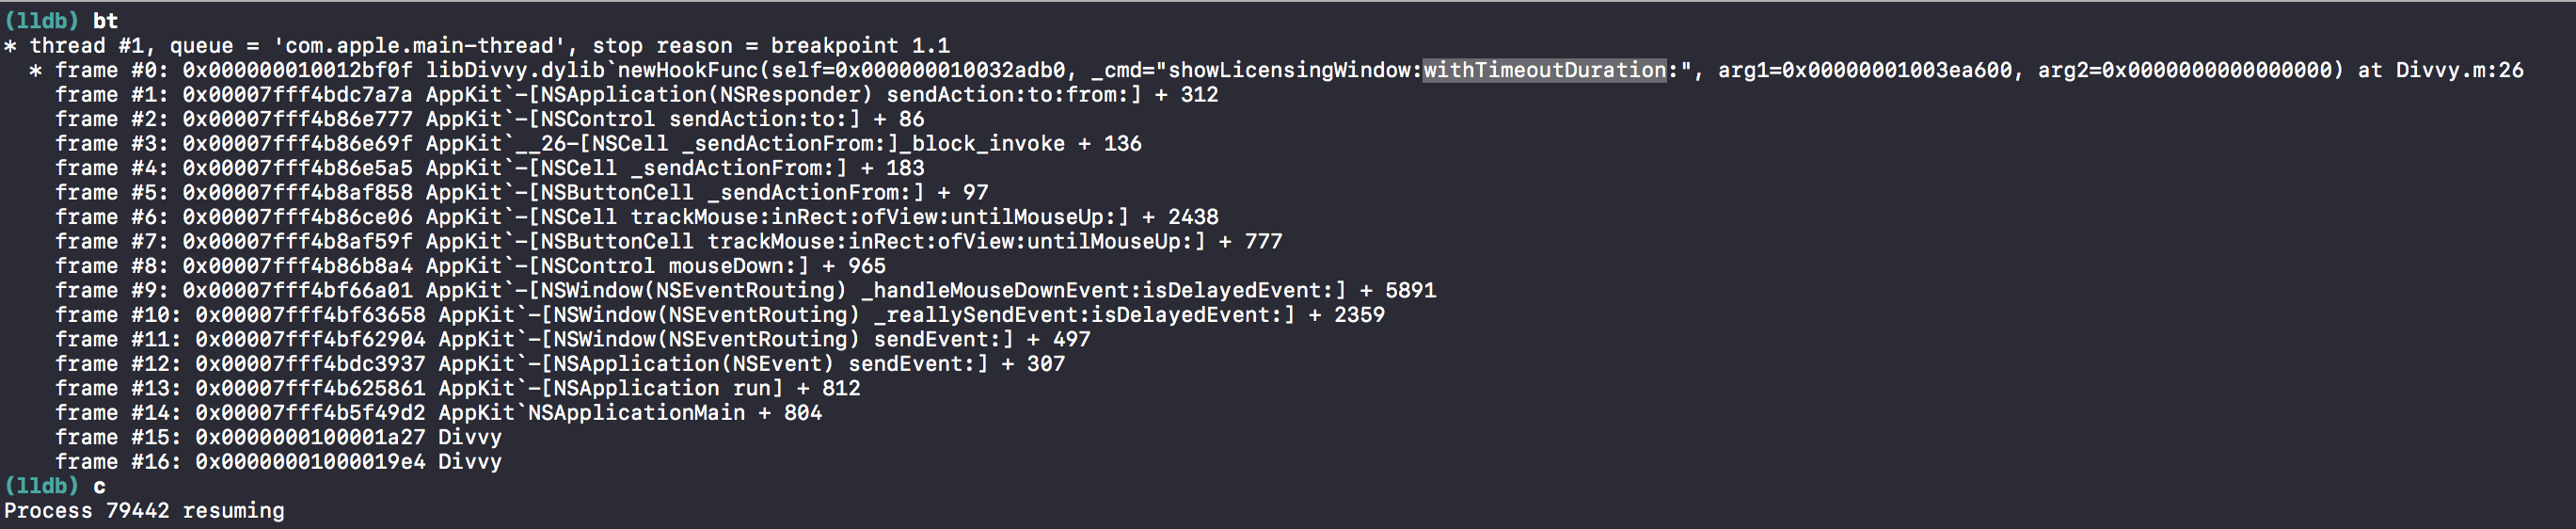 (lldb) bt
* thread #1, queue = 'com.apple.main-thread', stop reason = breakpoint 1.1
  * frame #0: 0x000000010012bf0f libDivvy.dylib`newHookFunc(self=0x000000010032adb0, _cmd="showLicensingWindow:withTimeoutDuration:", arg1=0x00000001003ea600, arg2=0x0000000000000000) at Divvy.m:26
    frame #1: 0x00007fff4bdc7a7a AppKit`-[NSApplication(NSResponder) sendAction:to:from:] + 312
    frame #2: 0x00007fff4b86e777 AppKit`-[NSControl sendAction:to:] + 86
    frame #3: 0x00007fff4b86e69f AppKit`__26-[NSCell _sendActionFrom:]_block_invoke + 136
    frame #4: 0x00007fff4b86e5a5 AppKit`-[NSCell _sendActionFrom:] + 183
    frame #5: 0x00007fff4b8af858 AppKit`-[NSButtonCell _sendActionFrom:] + 97
    frame #6: 0x00007fff4b86ce06 AppKit`-[NSCell trackMouse:inRect:ofView:untilMouseUp:] + 2438
    frame #7: 0x00007fff4b8af59f AppKit`-[NSButtonCell trackMouse:inRect:ofView:untilMouseUp:] + 777
    frame #8: 0x00007fff4b86b8a4 AppKit`-[NSControl mouseDown:] + 965
    frame #9: 0x00007fff4bf66a01 AppKit`-[NSWindow(NSEventRouting) _handleMouseDownEvent:isDelayedEvent:] + 5891
    frame #10: 0x00007fff4bf63658 AppKit`-[NSWindow(NSEventRouting) _reallySendEvent:isDelayedEvent:] + 2359
    frame #11: 0x00007fff4bf62904 AppKit`-[NSWindow(NSEventRouting) sendEvent:] + 497
    frame #12: 0x00007fff4bdc3937 AppKit`-[NSApplication(NSEvent) sendEvent:] + 307
    frame #13: 0x00007fff4b625861 AppKit`-[NSApplication run] + 812
    frame #14: 0x00007fff4b5f49d2 AppKit`NSApplicationMain + 804
    frame #15: 0x0000000100001a27 Divvy
    frame #16: 0x00000001000019e4 Divvy
(lldb) c
Process 79442 resuming